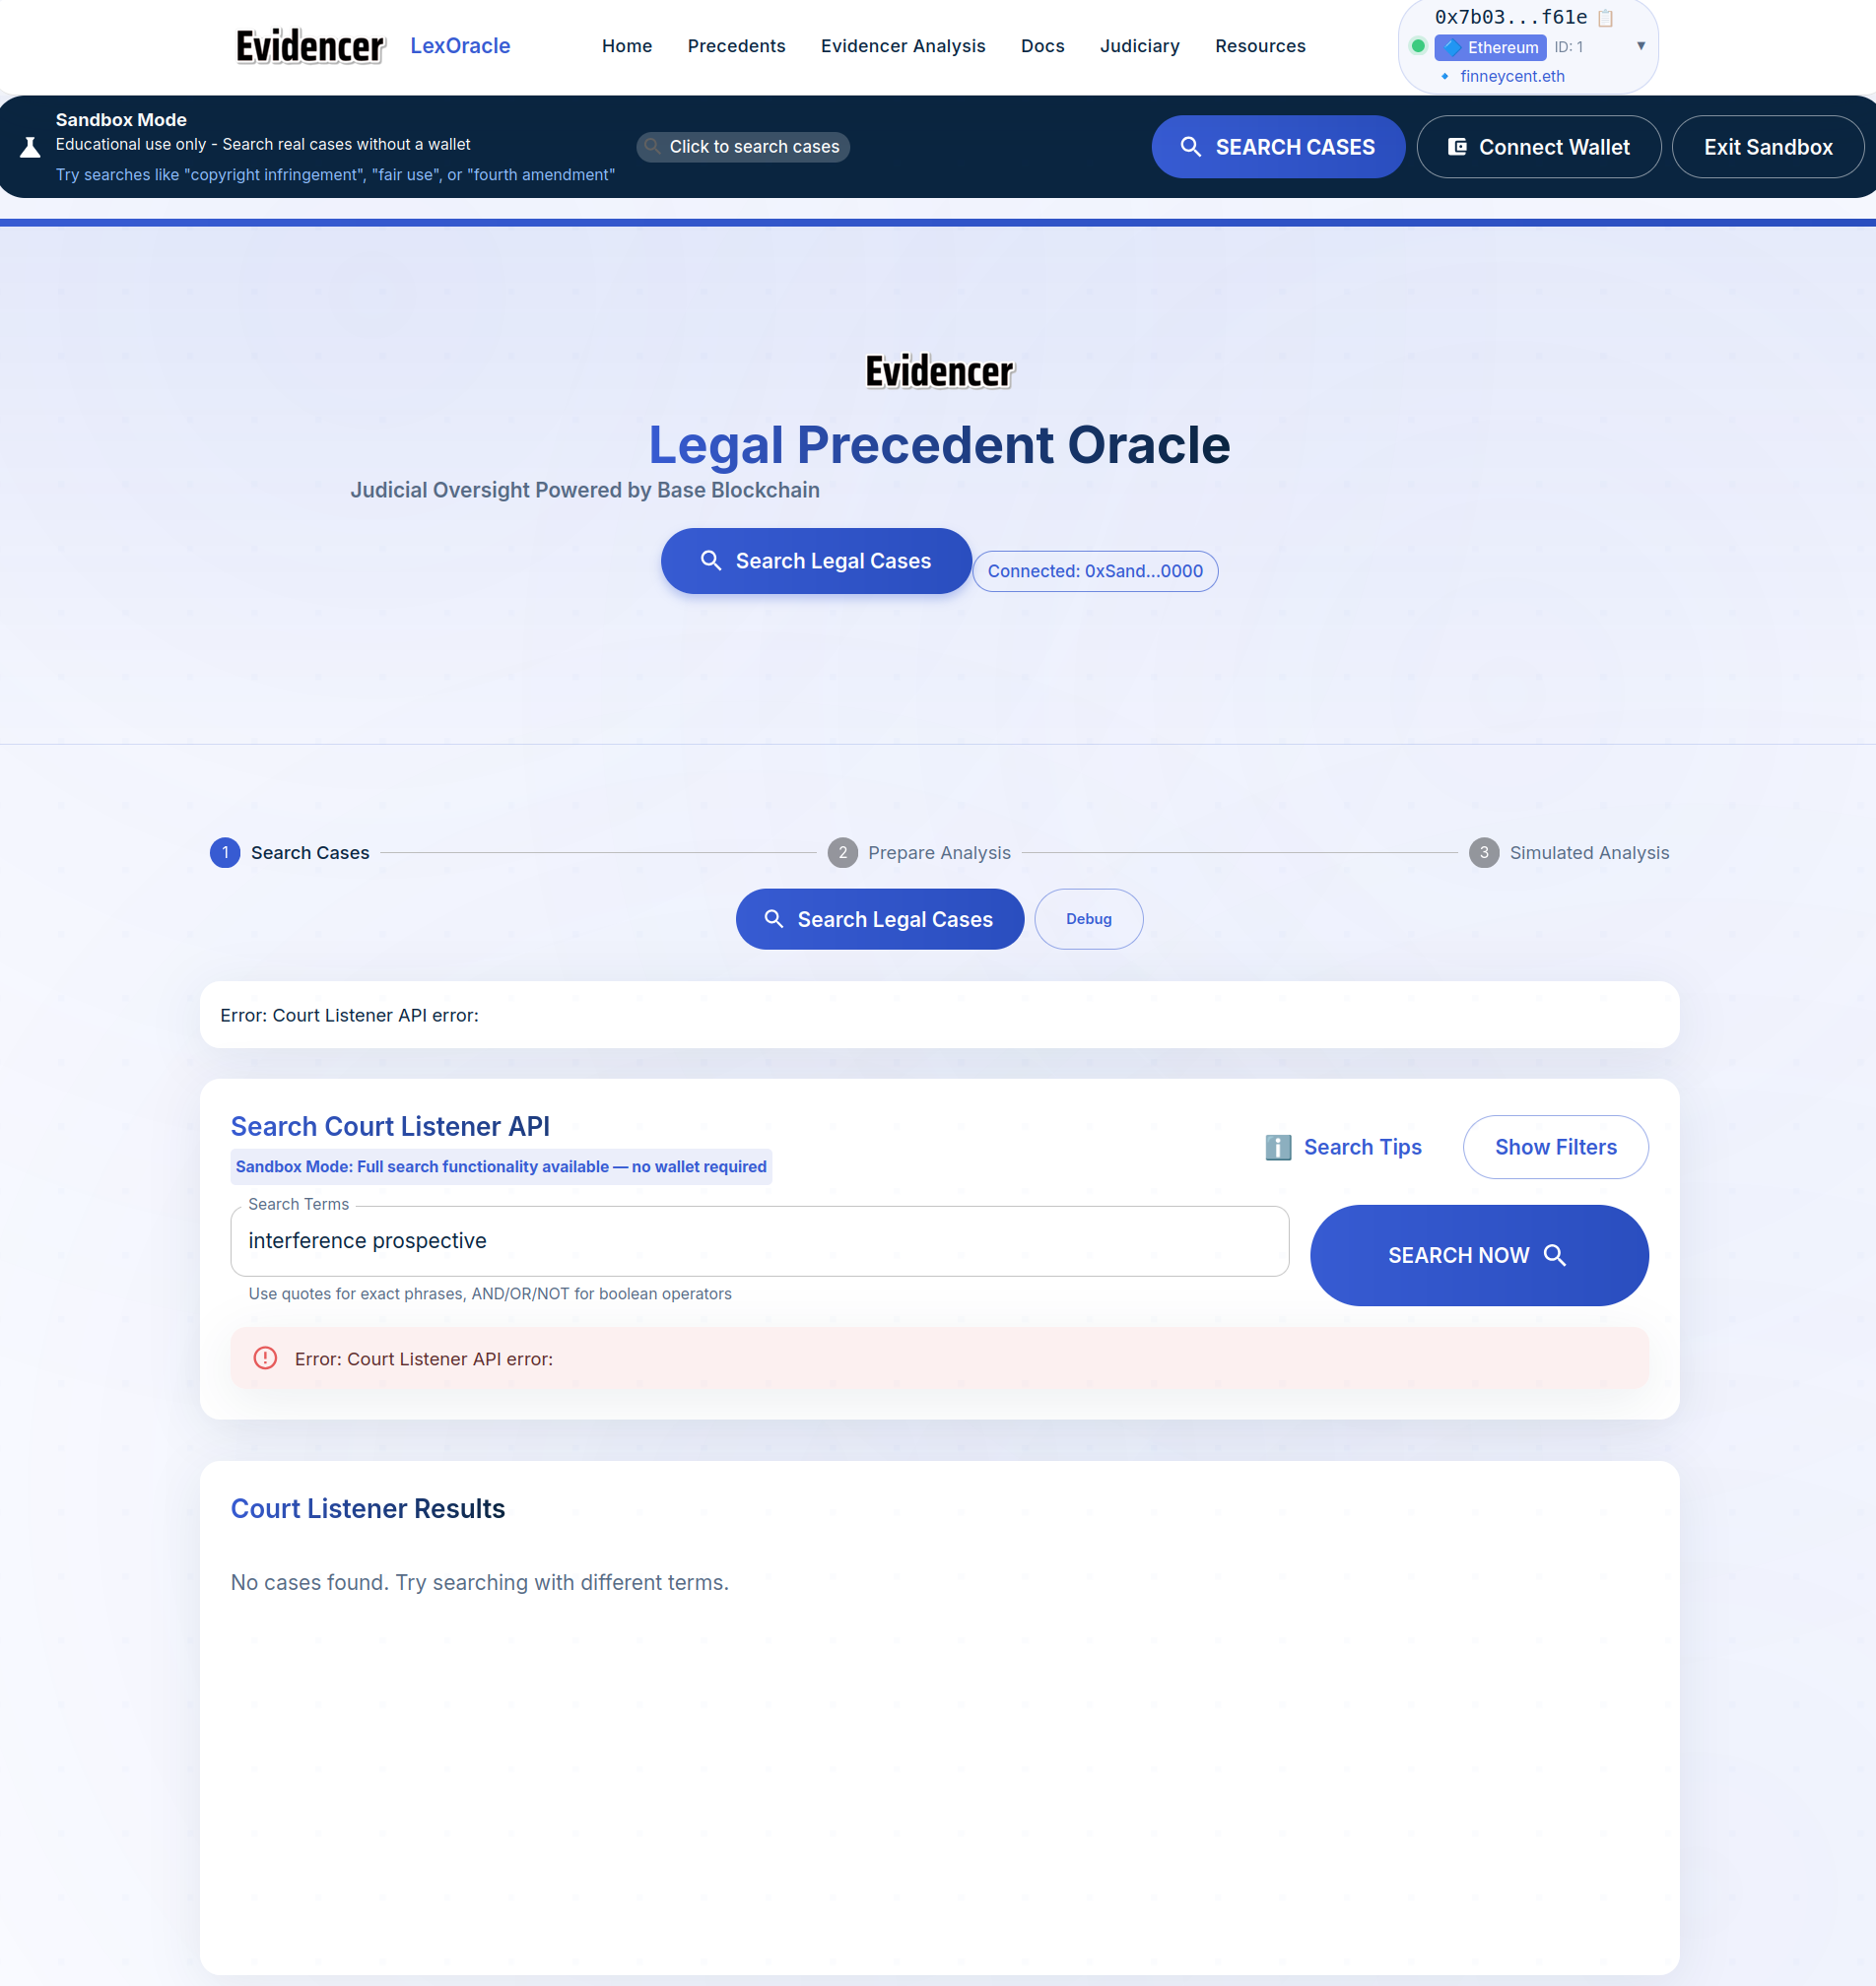 Evidencer LexOracle Home Precedents Evidencer Analysis Docs Judiciary Resources
0x7b03...f61e 📋
🔷 Ethereum ID: 1 ▼
🔹 finneycent.eth
Sandbox Mode
Educational use only - Search real cases without a wallet
Try searches like "copyright infringement", "fair use", or "fourth amendment"
Click to search cases
SEARCH CASES
Connect Wallet
Exit Sandbox
Evidencer
Legal Precedent Oracle
Judicial Oversight Powered by Base Blockchain
Search Legal Cases
Connected: 0xSand...0000
1 Search Cases
2 Prepare Analysis
3 Simulated Analysis
Search Legal Cases
Debug
Error: Court Listener API error:
Search Court Listener API
Sandbox Mode: Full search functionality available — no wallet required
ℹ️ Search Tips
Show Filters
Search Terms
interference prospective
SEARCH NOW
Use quotes for exact phrases, AND/OR/NOT for boolean operators
Error: Court Listener API error:
Court Listener Results
No cases found. Try searching with different terms.